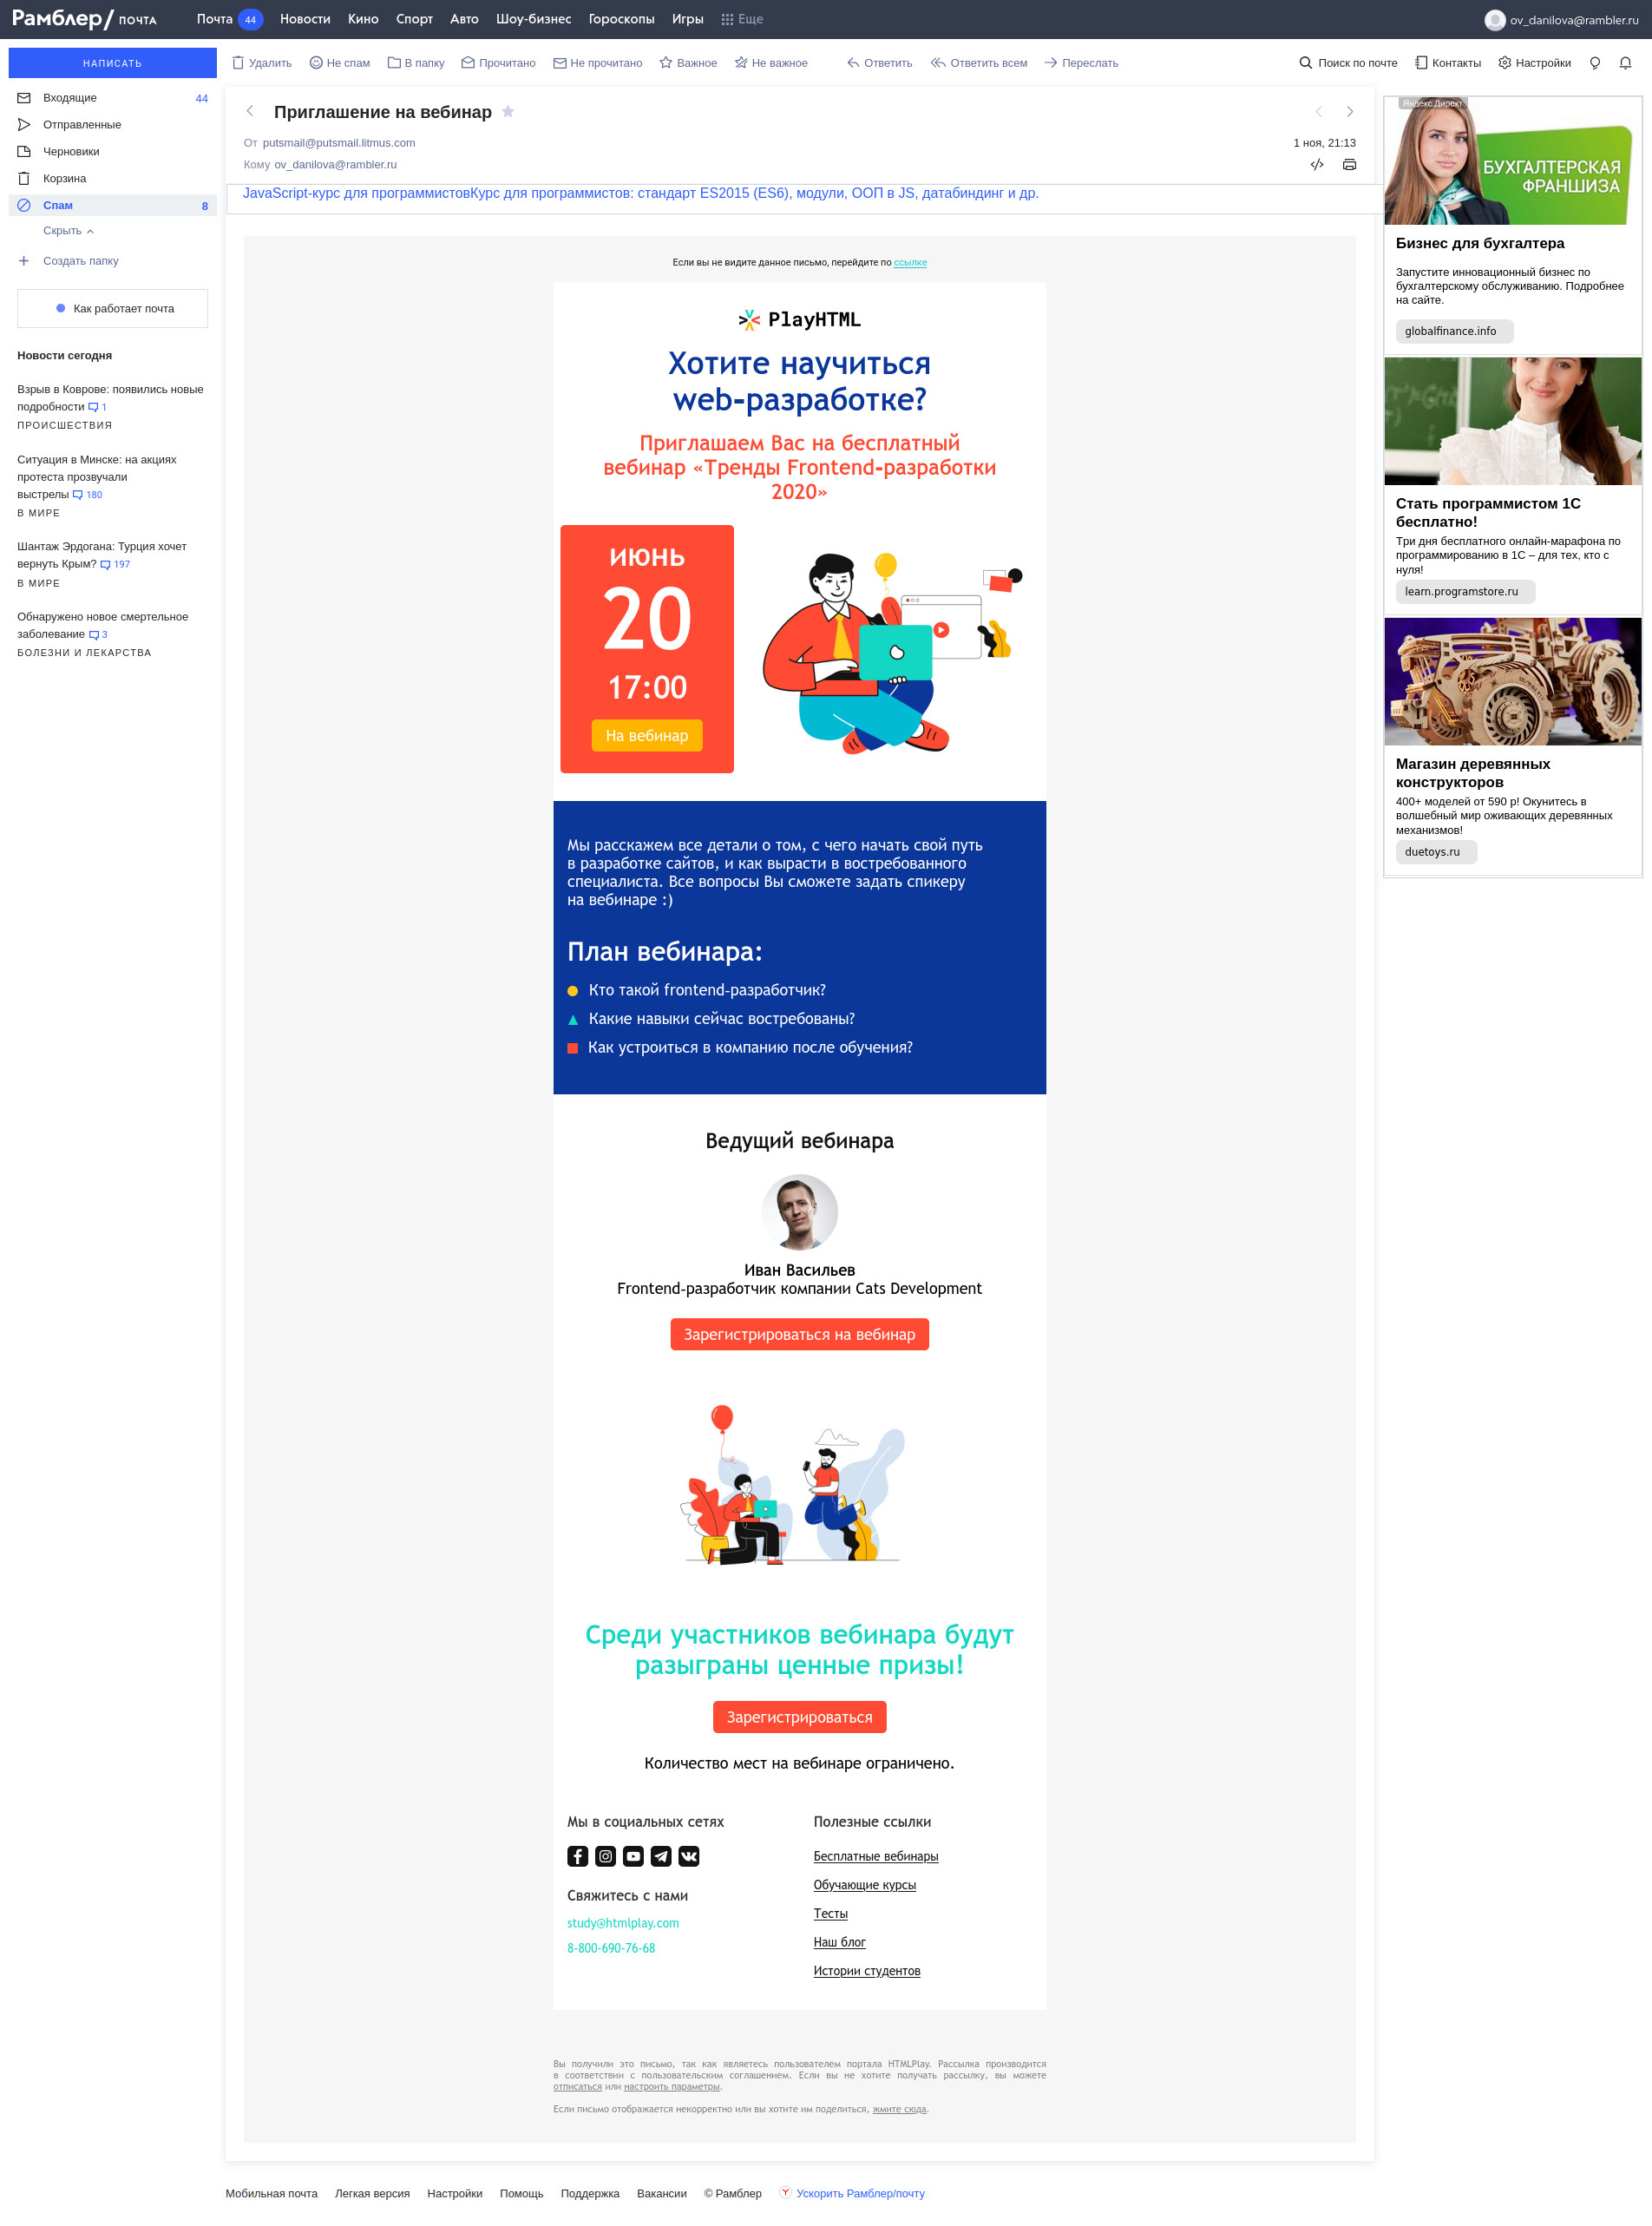 Рамблер/ почта
Почта 44 Новости Кино Спорт Авто Шоу-бизнес Гороскопы Игры Еще
ov_danilova@rambler.ru
НАПИСАТЬ
Удалить Не спам В папку Прочитано Не прочитано Важное Не важное Ответить Ответить всем Переслать
Поиск по почте Контакты Настройки
Входящие 44
Отправленные
Черновики
Корзина
Спам 8
Скрыть
Создать папку
Как работает почта
Новости сегодня
Взрыв в Коврове: появились новые
подробности 1
ПРОИСШЕСТВИЯ
Ситуация в Минске: на акциях
протеста прозвучали
выстрелы 180
В МИРЕ
Шантаж Эрдогана: Турция хочет
вернуть Крым? 197
В МИРЕ
Обнаружено новое смертельное
заболевание 3
БОЛЕЗНИ И ЛЕКАРСТВА
Приглашение на вебинар
От putsmail@putsmail.litmus.com
1 ноя, 21:13
Кому ov_danilova@rambler.ru
JavaScript-курс для программистовКурс для программистов: стандарт ES2015 (ES6), модули, ООП в JS, датабиндинг и др.
Если вы не видите данное письмо, перейдите по ссылке
PlayHTML
Хотите научиться
web-разработке?
Приглашаем Вас на бесплатный
вебинар «Тренды Frontend-разработки
2020»
июнь
20
17:00
На вебинар
Мы расскажем все детали о том, с чего начать свой путь
в разработке сайтов, и как вырасти в востребованного
специалиста. Все вопросы Вы сможете задать спикеру
на вебинаре :)
План вебинара:
Кто такой frontend-разработчик?
Какие навыки сейчас востребованы?
Как устроиться в компанию после обучения?
Ведущий вебинара
Иван Васильев
Frontend-разработчик компании Cats Development
Зарегистрироваться на вебинар
Среди участников вебинара будут
разыграны ценные призы!
Зарегистрироваться
Количество мест на вебинаре ограничено.
Мы в социальных сетях
Свяжитесь с нами
study@htmlplay.com
8-800-690-76-68
Полезные ссылки
Бесплатные вебинары
Обучающие курсы
Тесты
Наш блог
Истории студентов
Вы получили это письмо, так как являетесь пользователем портала HTMLPlay. Рассылка производится
в соответствии с пользовательским соглашением. Если вы не хотите получать рассылку, вы можете
отписаться или настроить параметры.
Если письмо отображается некорректно или вы хотите им поделиться, жмите сюда.
Яндекс.Директ
БУХГАЛТЕРСКАЯ
ФРАНШИЗА
Бизнес для бухгалтера
Запустите инновационный бизнес по
бухгалтерскому обслуживанию. Подробнее
на сайте.
globalfinance.info
Стать программистом 1С
бесплатно!
Три дня бесплатного онлайн-марафона по
программированию в 1С – для тех, кто с
нуля!
learn.programstore.ru
Магазин деревянных
конструкторов
400+ моделей от 590 р! Окунитесь в
волшебный мир оживающих деревянных
механизмов!
duetoys.ru
Мобильная почта Легкая версия Настройки Помощь Поддержка Вакансии © Рамблер Ускорить Рамблер/почту